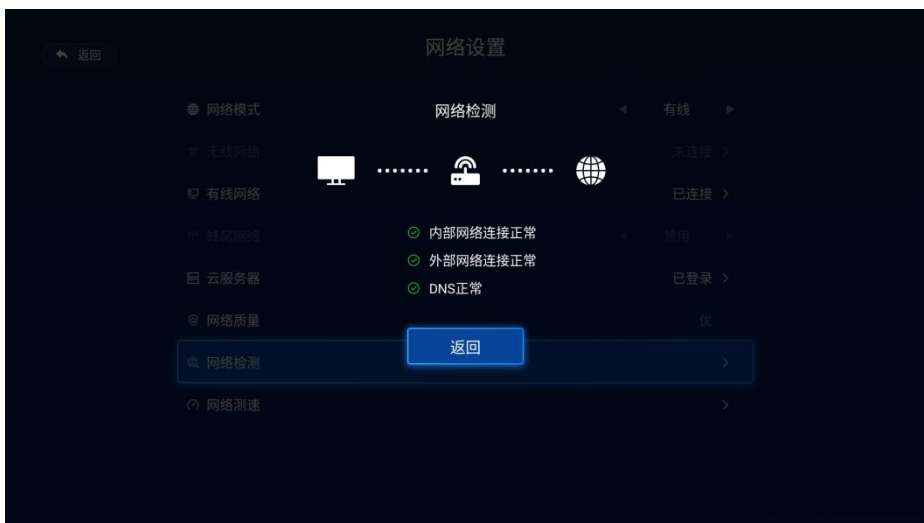 返回
网络设置
网络模式
网络检测
有线
无线网络
未连接
有线网络
已连接
蜂窝网络
内部网络连接正常
禁用
外部网络连接正常
云服务器
已登录
DNS正常
网络质量
优
返回
网络检测
网络测速